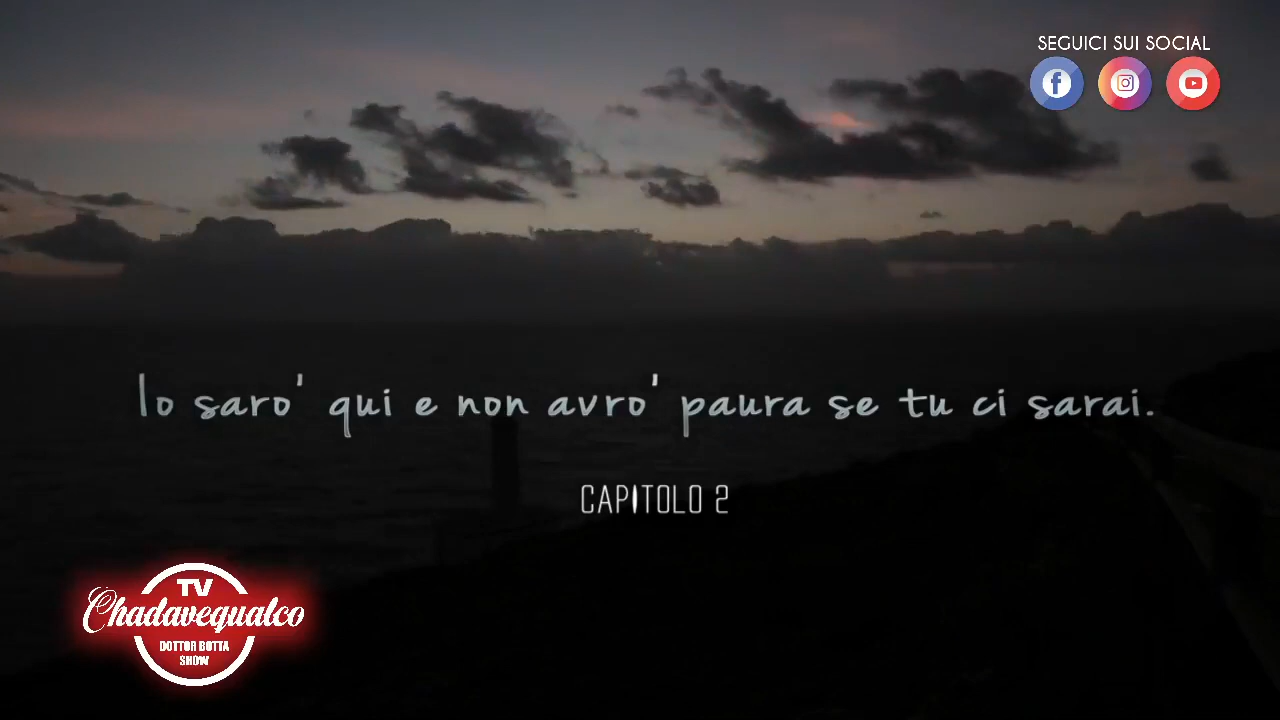 SEGUICI SUI SOCIAL
Io saro' qui e non avro' paura se tu ci sarai.
CAPITOLO 2
TV
Chadavequalco
DOTTOR BOTTA
SHOW